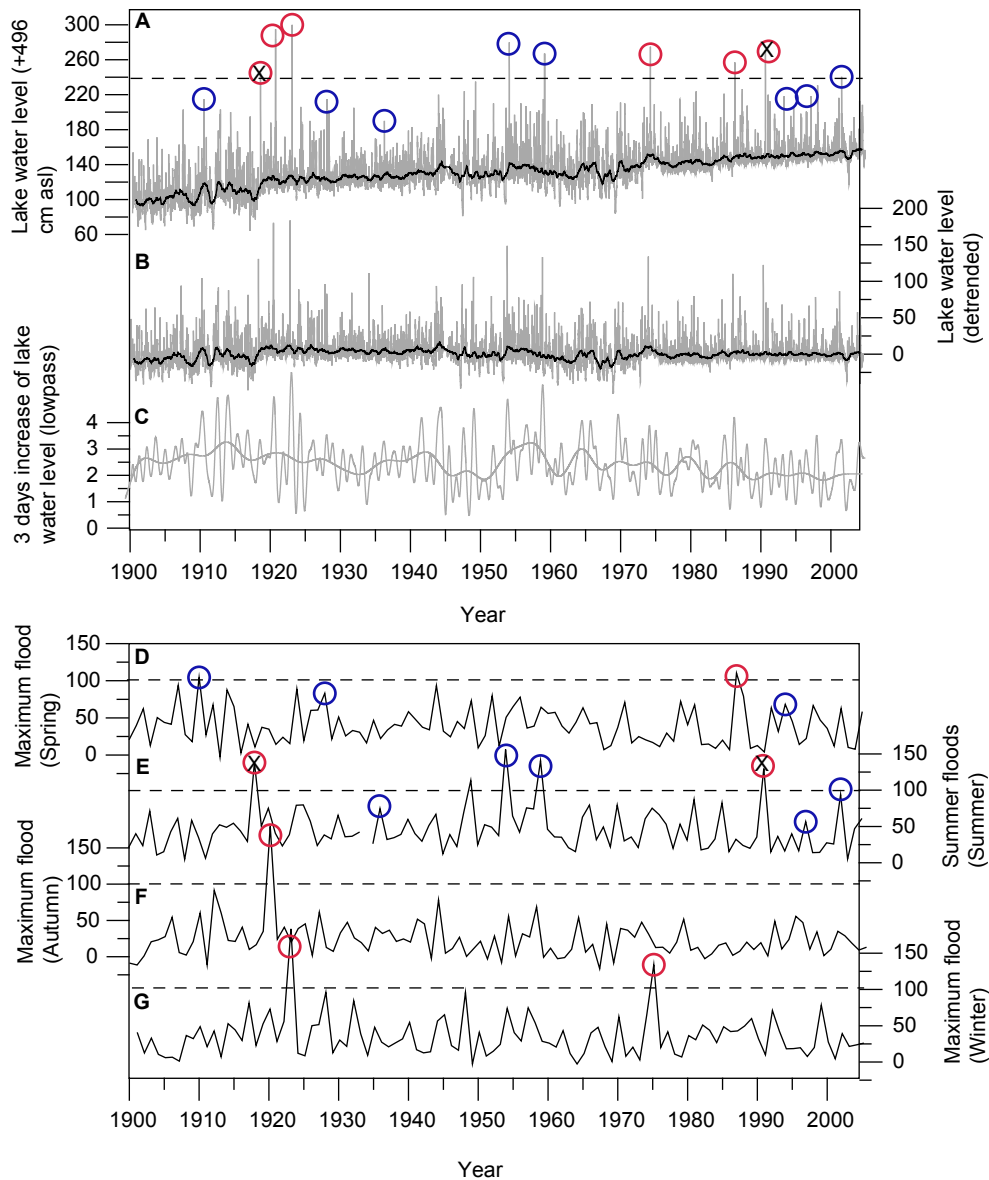 A
300
260
220
180
140
100
60
Lake water level (+496
cm asl)
X
X
B
200
150
100
50
0
Lake water level
(detrended)
C
4
3
2
1
0
3 days increase of lake
water level (lowpass)
1900 1910 1920 1930 1940 1950 1960 1970 1980 1990 2000
Year
D
150
100
50
0
Maximum flood
(Spring)
E
X
X
150
100
50
0
Summer floods
(Summer)
F
150
100
50
0
Maximum flood
(Autumn)
G
150
100
50
0
Maximum flood
(Winter)
1900 1910 1920 1930 1940 1950 1960 1970 1980 1990 2000
Year